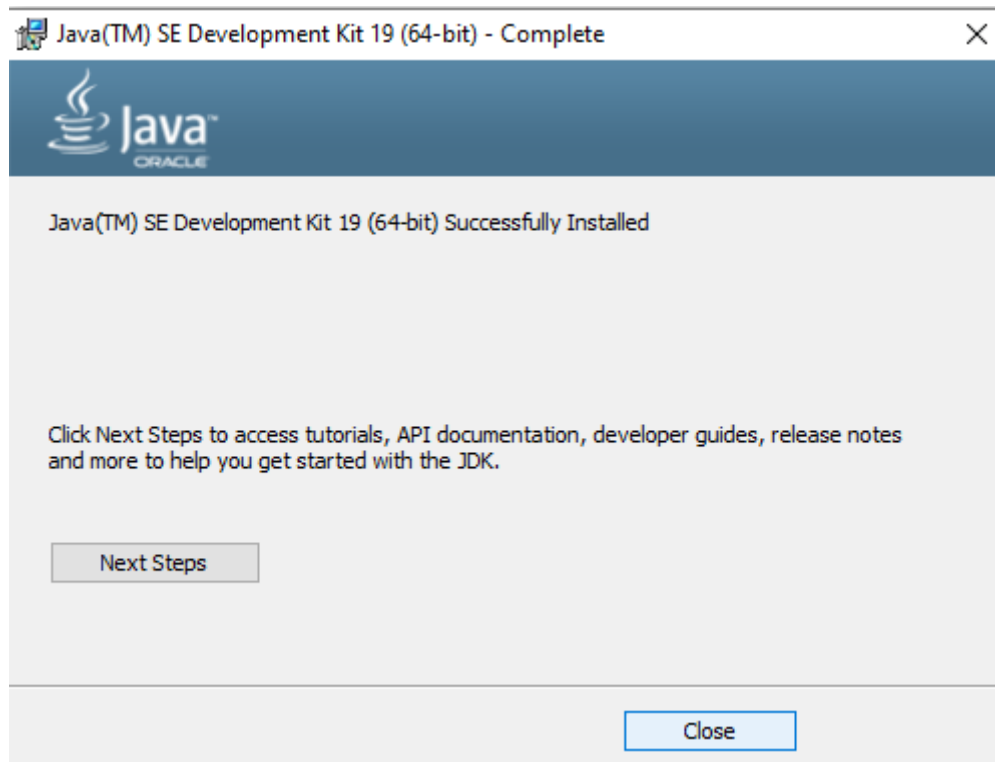 Java(TM) SE Development Kit 19 (64-bit) - Complete
Java™
ORACLE
Java(TM) SE Development Kit 19 (64-bit) Successfully Installed
Click Next Steps to access tutorials, API documentation, developer guides, release notes
and more to help you get started with the JDK.
Next Steps
Close